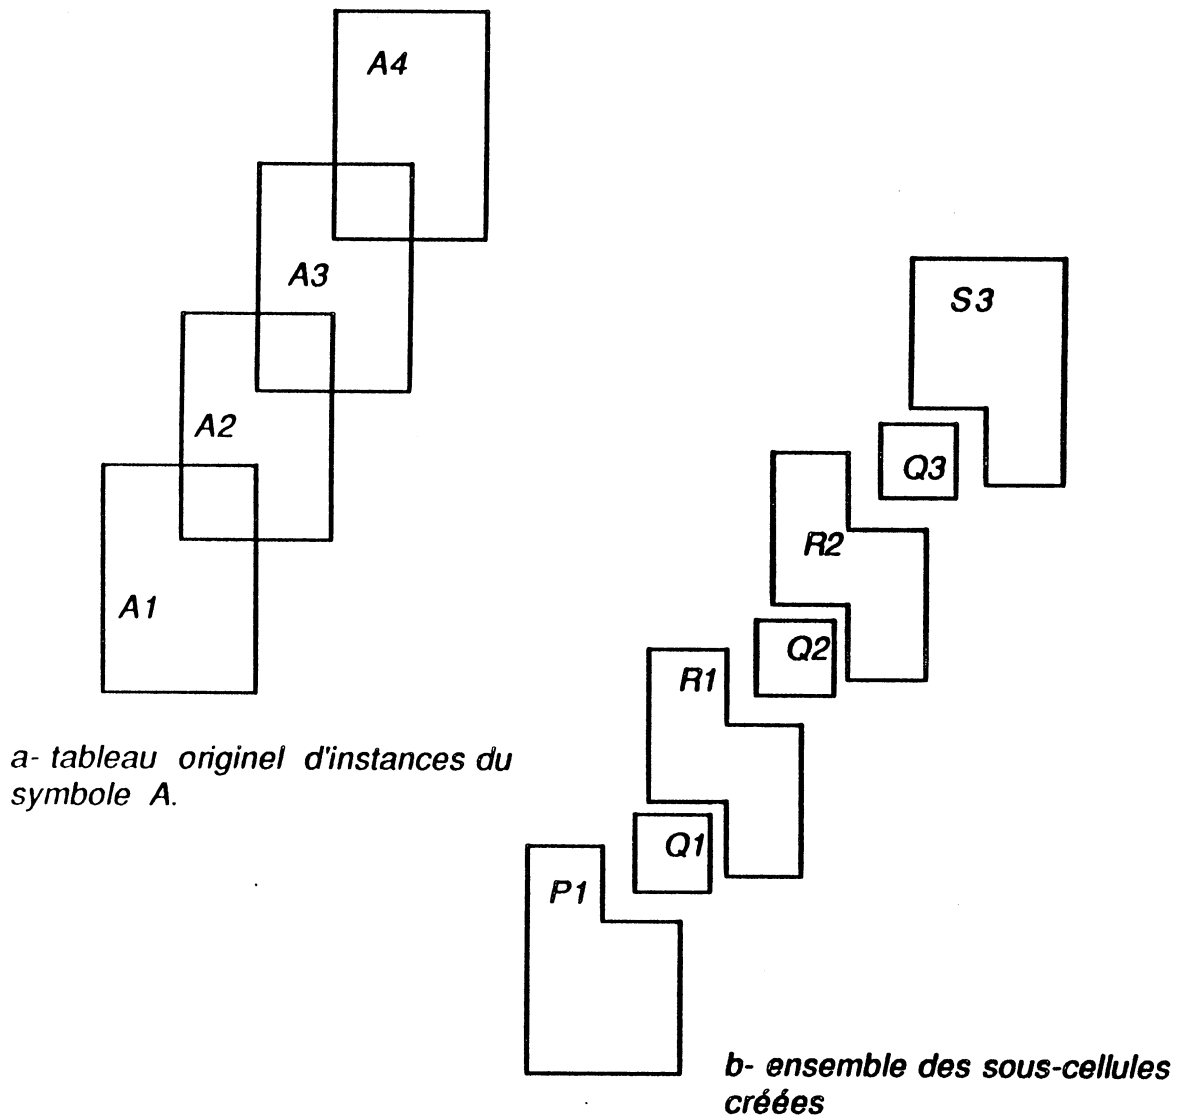 A4
A3
A2
A1
a- tableau originel d'instances du
symbole A.
S3
Q3
R2
Q2
R1
Q1
P1
b- ensemble des sous-cellules
créées